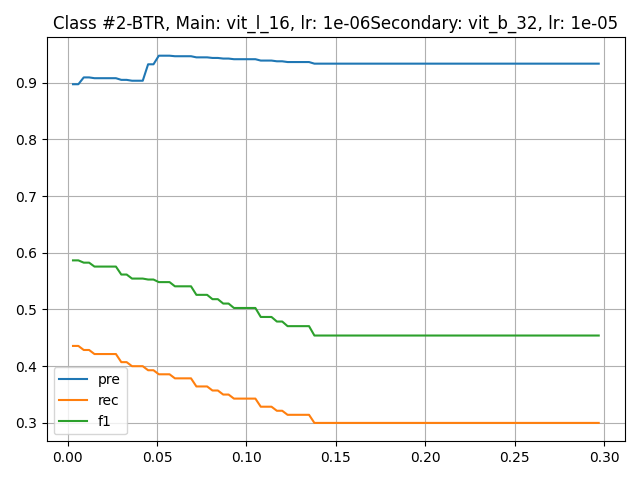 Class #2-BTR, Main: vit_l_16, lr: 1e-06Secondary: vit_b_32, lr: 1e-05
0.9
0.8
0.7
0.6
0.5
0.4
0.3
pre
rec
f1
0.00 0.05 0.10 0.15 0.20 0.25 0.30